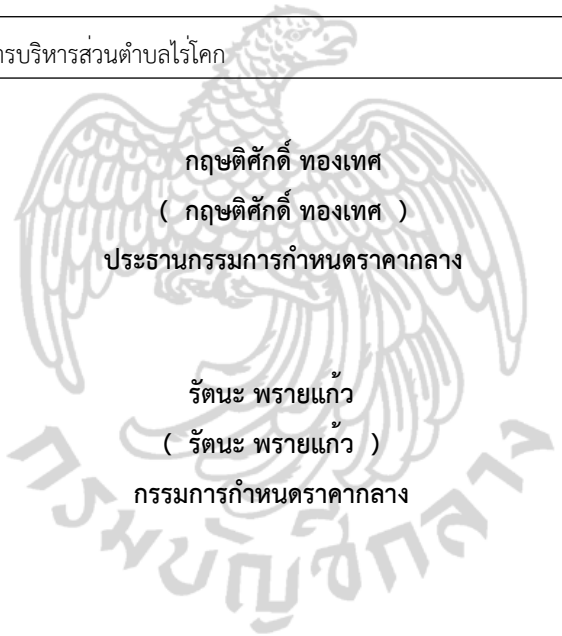 ารบริหารส่วนตำบลไร่โคก
กฤษติศักดิ์ ทองเทศ
( กฤษติศักดิ์ ทองเทศ )
ประธานกรรมการกำหนดราคากลาง
รัตนะ พรายแก้ว
( รัตนะ พรายแก้ว )
กรรมการกำหนดราคากลาง
กรมบัญชีกลาง